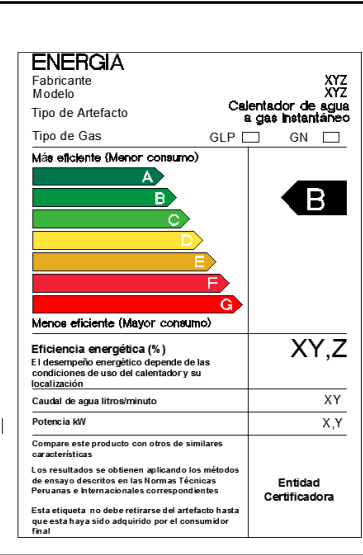 ENERGIA
Fabricante XYZ
Modelo XYZ
Tipo de Artefacto Calentador de agua
a gas instantáneo
Tipo de Gas GLP GN
Más eficiente (Menor consumo)
A
B B
C
D
E
F
G
Menos eficiente (Mayor consumo)
Eficiencia energética (%) XY,Z
El desempeño energético depende de las
condiciones de uso del calentador y su
localización
Caudal de agua litros/minuto XY
Potencia kW X,Y
Compare este producto con otros de similares
características
Los resultados se obtienen aplicando los métodos
de ensayo descritos en las Normas Técnicas
Peruanas e Internacionales correspondientes
Esta etiqueta no debe retirarse del artefacto hasta
que esta haya sido adquirido por el consumidor
final
Entidad
Certificadora